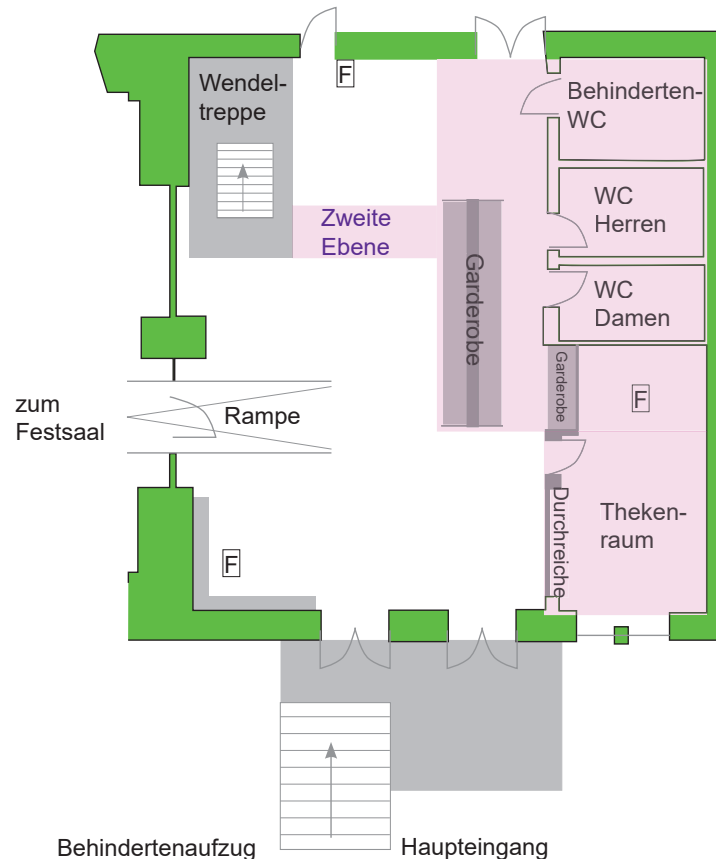 F
Wendel-
treppe
Behinderten-
WC
Zweite
Ebene
WC
Herren
Garderobe
WC
Damen
Garderobe
F
zum
Festsaal
Rampe
Durchreiche
Theken-
raum
F
Behindertenaufzug
Haupteingang